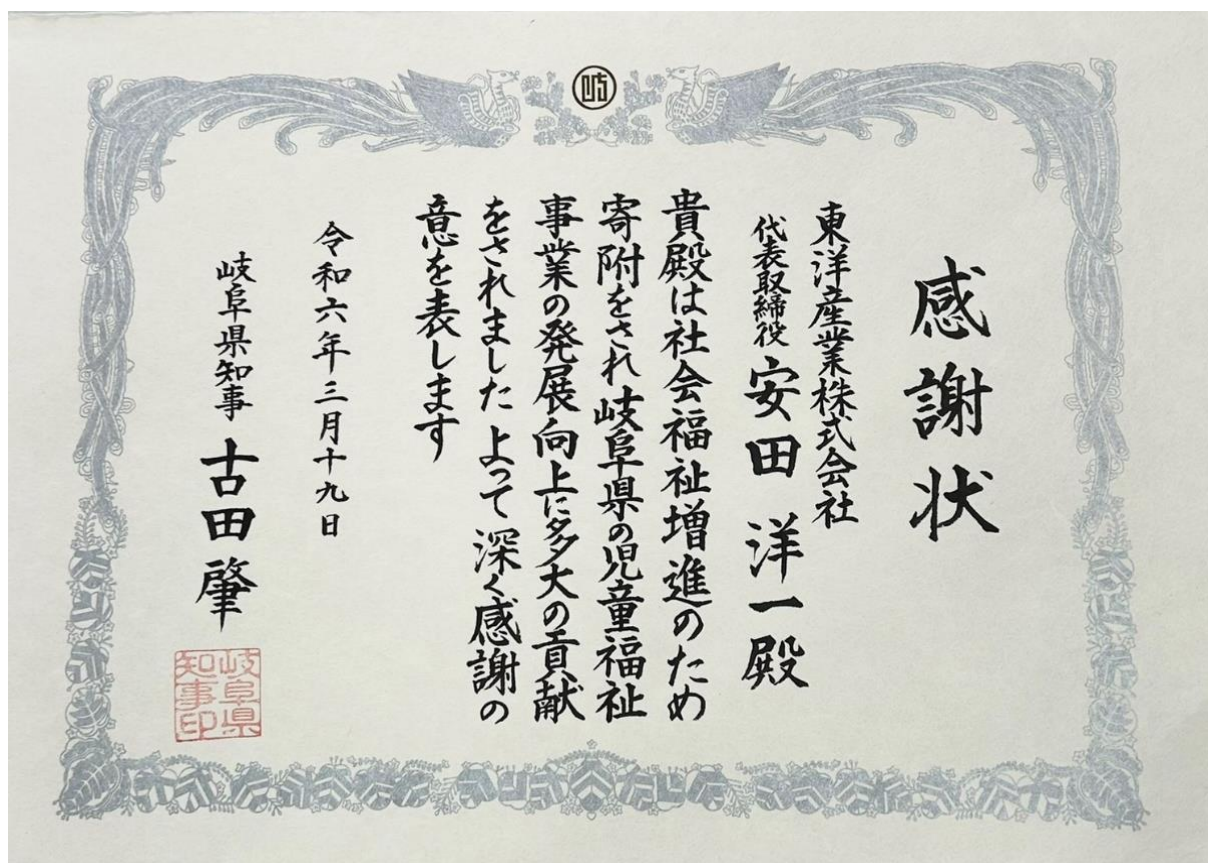 岐
感謝状
東洋産業株式会社
代表取締役 安田 洋一 殿
貴殿は社会福祉増進のため
寄附をされ岐阜県の児童福祉
事業の発展向上に多大の貢献
をされました よって深く感謝の
意を表します
令和六年三月十九日
岐阜県知事 古田 肇
岐阜県
知事印